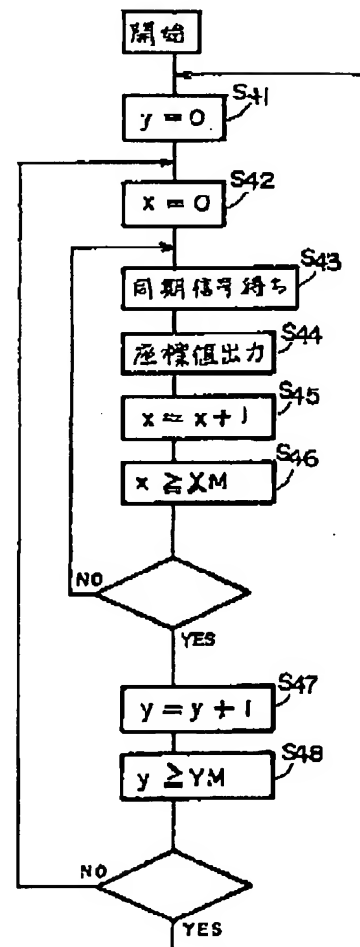 開始
S41
y = 0
S42
x = 0
S43
同期信号待ち
S44
座標値出力
S45
x = x + 1
S46
x ≧ XM
NO
YES
S47
y = y + 1
S48
y ≧ YM
NO
YES